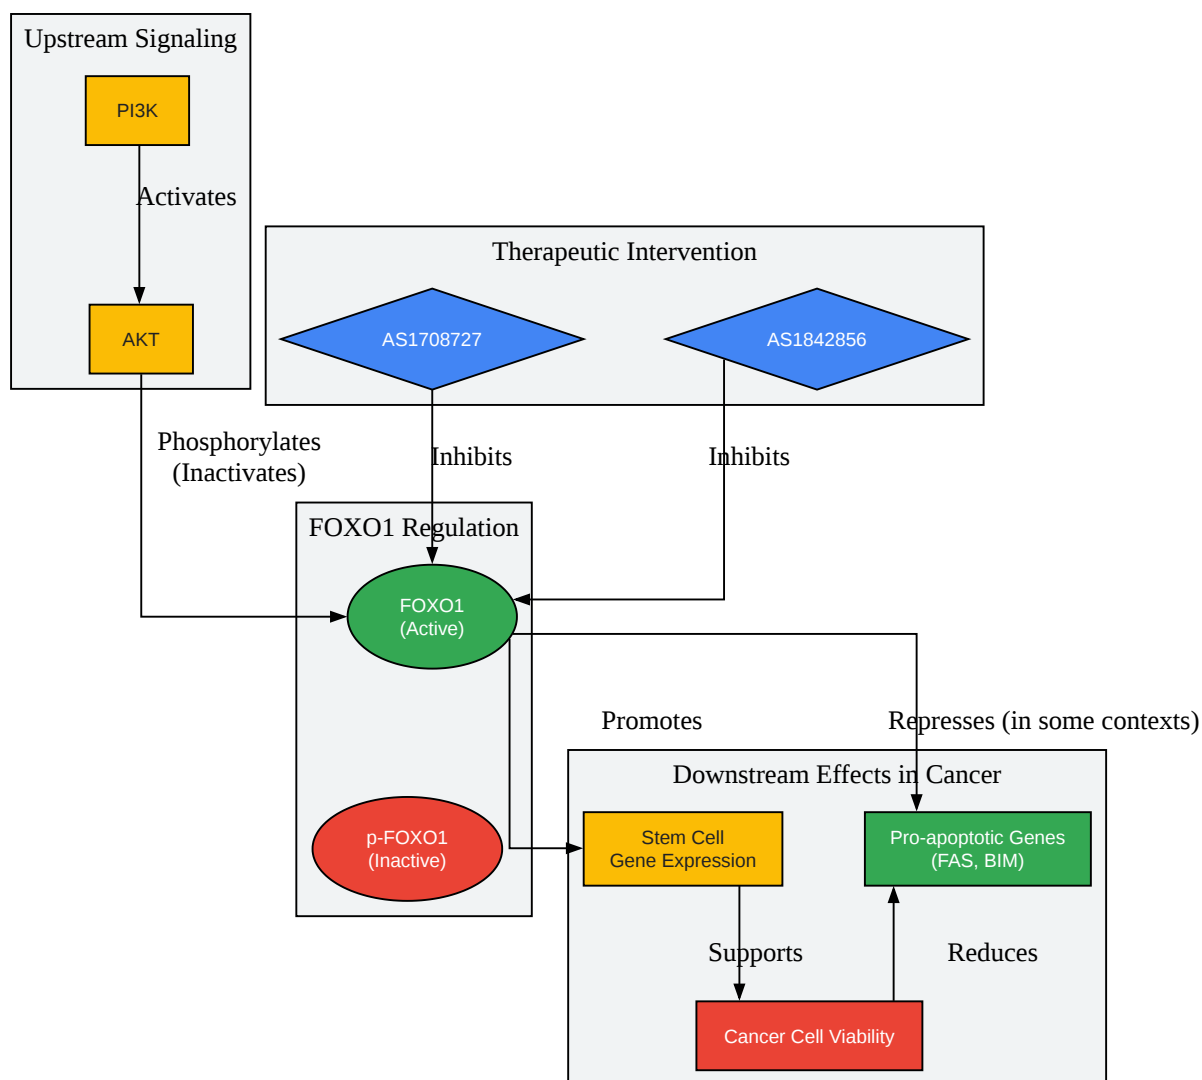 Upstream Signaling
PI3K
Activates
AKT
Therapeutic Intervention
AS1708727
AS1842856
Phosphorylates
(Inactivates)
Inhibits
Inhibits
FOXO1 Regulation
FOXO1
(Active)
p-FOXO1
(Inactive)
Promotes
Represses (in some contexts)
Downstream Effects in Cancer
Stem Cell
Gene Expression
Pro-apoptotic Genes
(FAS, BIM)
Supports
Reduces
Cancer Cell Viability